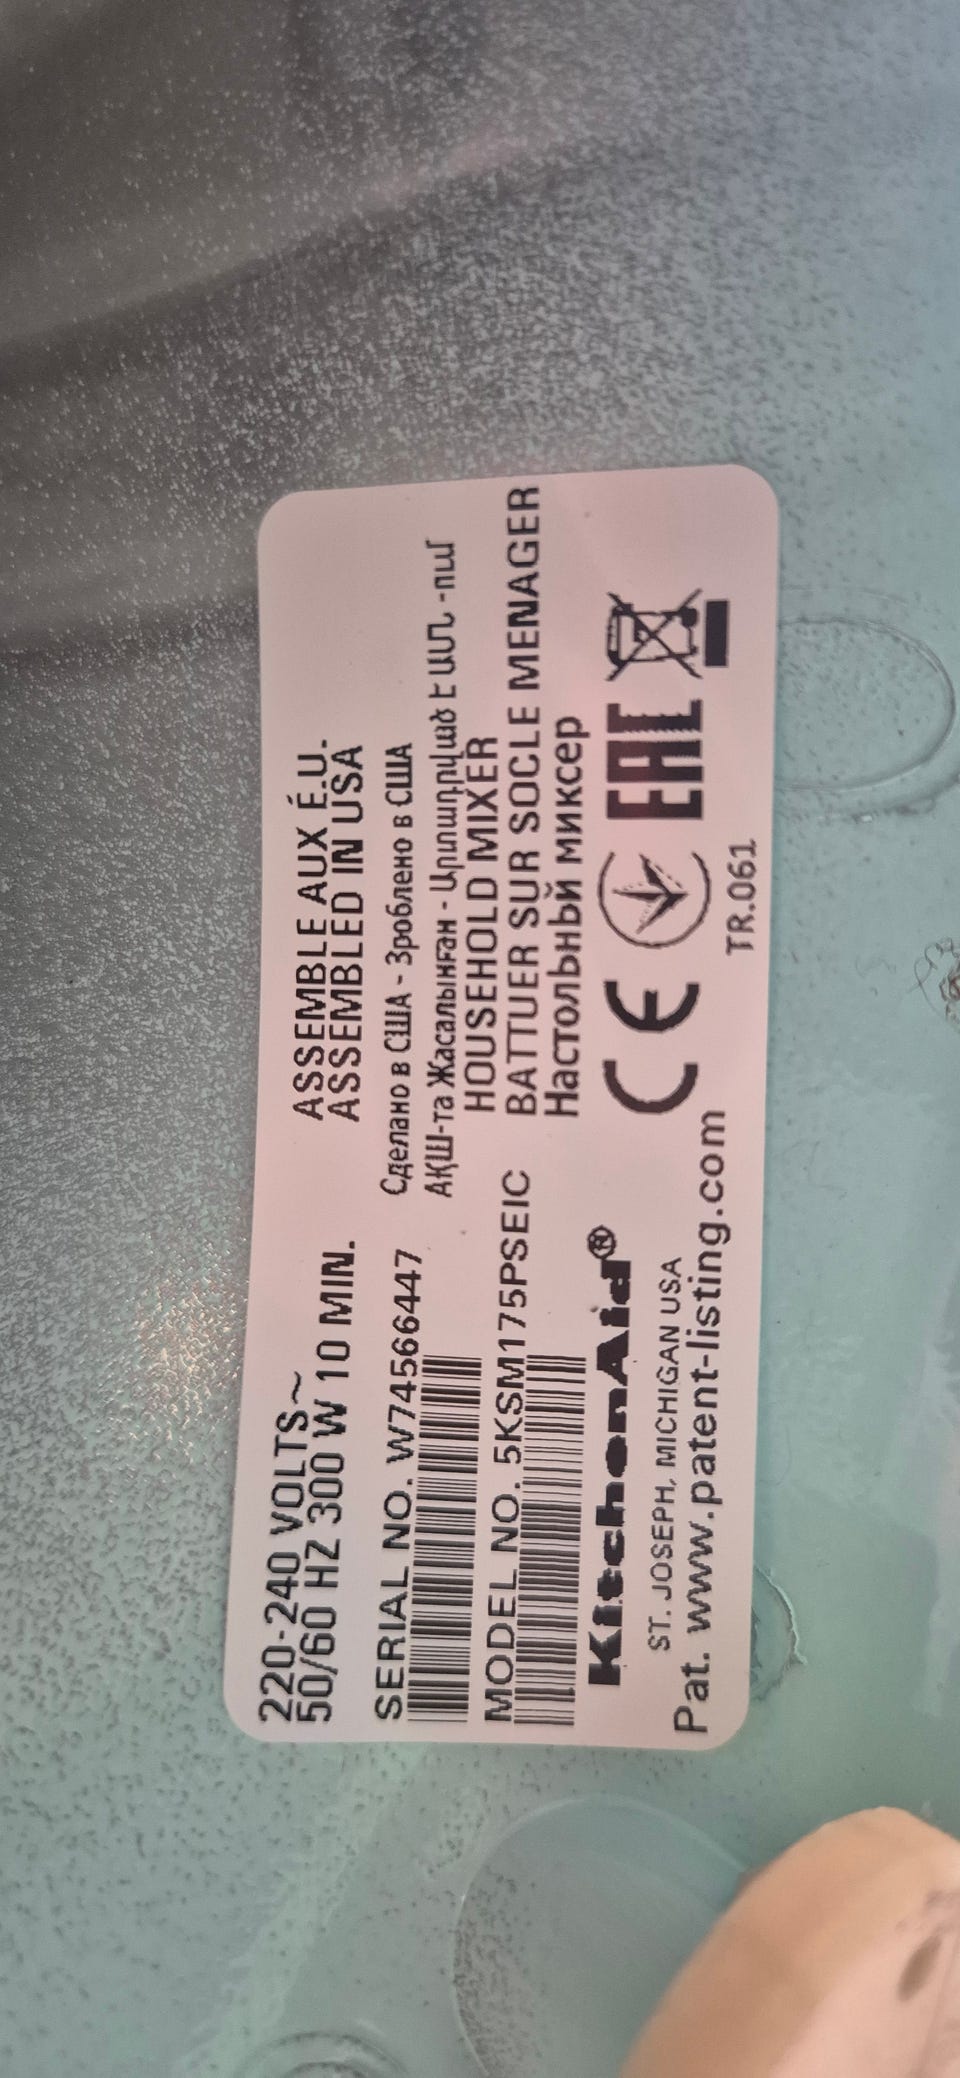 220-240 VOLTS~
50/60 HZ 300 W 10 MIN.
SERIAL NO. W74566447
MODEL NO. 5KSM175PSEIC
KitchenAid®
ST. JOSEPH, MICHIGAN USA
Pat. www.patent-listing.com
ASSEMBLE AUX É.U.
ASSEMBLED IN USA
Сделано в США - Зроблено в США
АҚШ-та Жасалынған - Արտադրված է ԱՄՆ -ում
HOUSEHOLD MIXER
BATTUER SUR SOCLE MENAGER
Настольный миксер
CE
EAC
TR.061